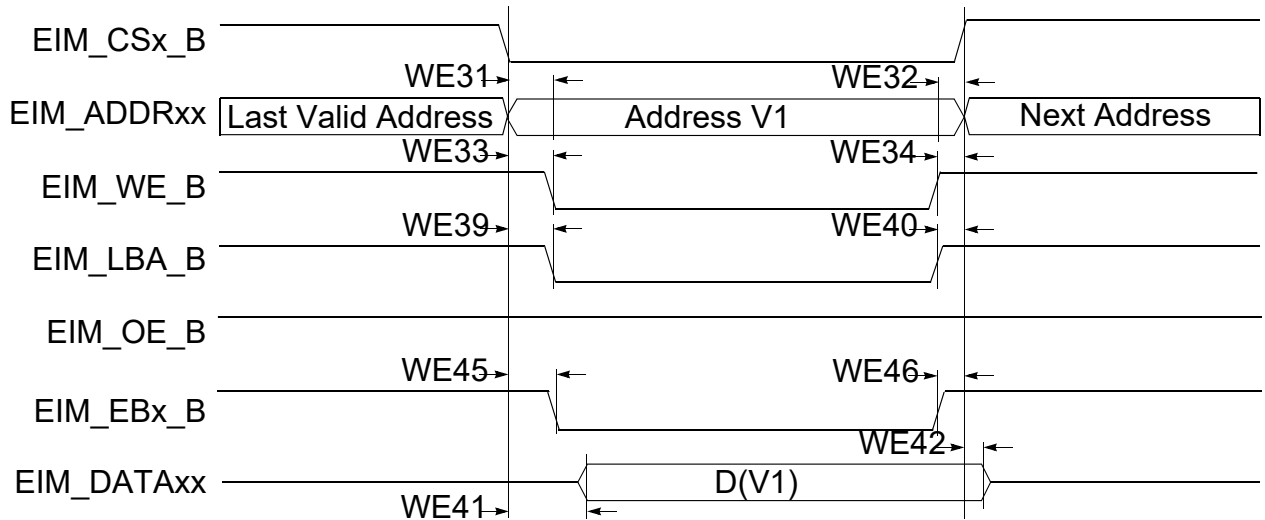 EIM_CSx_B
WE31 WE32
EIM_ADDRxx Last Valid Address Address V1 Next Address
WE33 WE34
EIM_WE_B
WE39 WE40
EIM_LBA_B
EIM_OE_B
WE45 WE46
EIM_EBx_B
WE42
EIM_DATAxx D(V1)
WE41